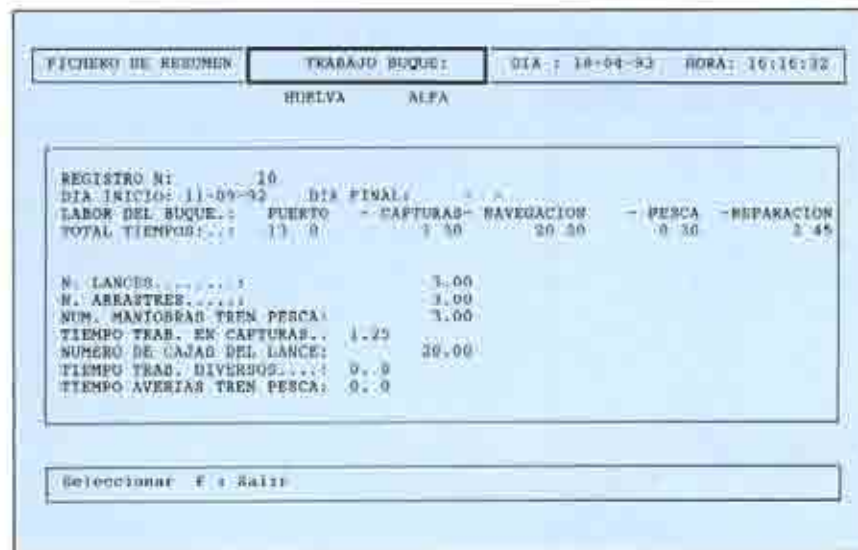 FICHERO DE RESUMEN TRABAJO BUQUE: DIA : 18-04-93 HORA: 16:16:32
HUELVA ALFA
REGISTRO N: 10
DIA INICIO: 11-09-92 DIA FINAL: - -
LABOR DEL BUQUE.: PUERTO - CAPTURAS- NAVEGACION - PESCA -REPARACION
TOTAL TIEMPOS:..: 13 0 20 30 0 30 2 45
N. LANCES........: 3.00
N. ARRASTRES.....: 3.00
NUM. MANIOBRAS TREN PESCA: 3.00
TIEMPO TRAB. EN CAPTURAS.. 1.25
NUMERO DE CAJAS DEL LANCE: 20.00
TIEMPO TRAB. DIVERSOS....: 0. 0
TIEMPO AVERIAS TREN PESCA: 0. 0
Seleccionar F : Salir